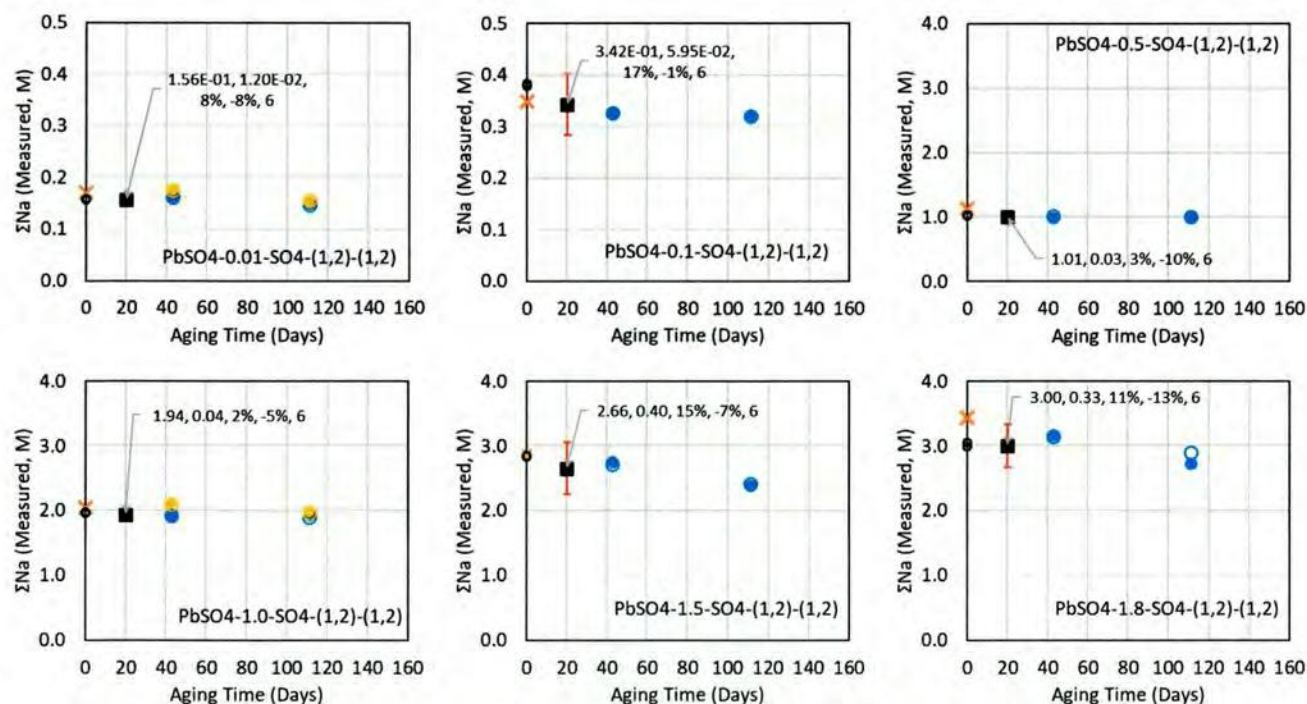 0.5
0.4
0.3
0.2
0.1
0.0
ΣNa (Measured, M)
1.56E-01, 1.20E-02,
8%, -8%, 6
PbSO4-0.01-SO4-(1,2)-(1,2)
0 20 40 60 80 100 120 140 160
Aging Time (Days)
0.5
0.4
0.3
0.2
0.1
0.0
ΣNa (Measured, M)
3.42E-01, 5.95E-02,
17%, -1%, 6
PbSO4-0.1-SO4-(1,2)-(1,2)
0 20 40 60 80 100 120 140 160
Aging Time (Days)
4.0
3.0
2.0
1.0
0.0
ΣNa (Measured, M)
PbSO4-0.5-SO4-(1,2)-(1,2)
1.01, 0.03, 3%, -10%, 6
0 20 40 60 80 100 120 140 160
Aging Time (Days)
4.0
3.0
2.0
1.0
0.0
ΣNa (Measured, M)
1.94, 0.04, 2%, -5%, 6
PbSO4-1.0-SO4-(1,2)-(1,2)
0 20 40 60 80 100 120 140 160
Aging Time (Days)
4.0
3.0
2.0
1.0
0.0
ΣNa (Measured, M)
2.66, 0.40, 15%, -7%, 6
PbSO4-1.5-SO4-(1,2)-(1,2)
0 20 40 60 80 100 120 140 160
Aging Time (Days)
4.0
3.0
2.0
1.0
0.0
ΣNa (Measured, M)
3.00, 0.33, 11%, -13%, 6
PbSO4-1.8-SO4-(1,2)-(1,2)
0 20 40 60 80 100 120 140 160
Aging Time (Days)